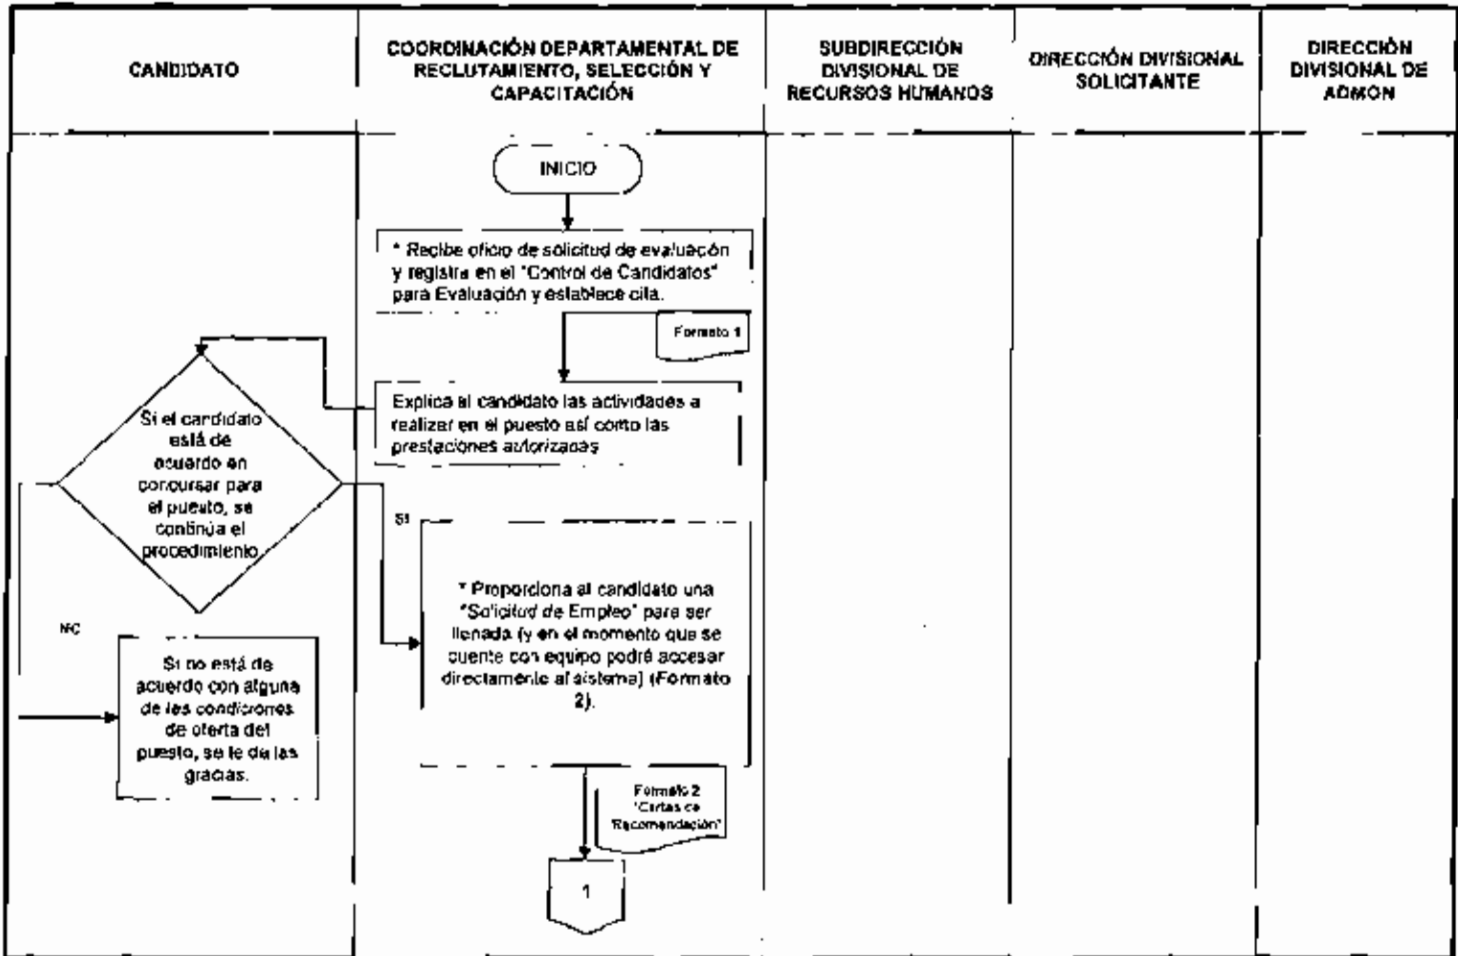 CANDIDATO
COORDINACIÓN DEPARTAMENTAL DE
RECLUTAMIENTO, SELECCIÓN Y
CAPACITACIÓN
SUBDIRECCIÓN
DIVISIONAL DE
RECURSOS HUMANOS
DIRECCIÓN DIVISIONAL
SOLICITANTE
DIRECCIÓN
DIVISIONAL DE
ADMON
INICIO
* Recibe oficio de solicitud de evaluación
y registra en el "Control de Candidatos"
para Evaluación y establece cita.
Formato 1
Explica al candidato las actividades a
realizar en el puesto así como las
prestaciones autorizadas
Si el candidato
está de
acuerdo en
concursar para
el puesto, se
continúa el
procedimiento
SI
* Proporciona al candidato una
"Solicitud de Empleo" para ser
llenada (y en el momento que se
cuente con equipo podrá accesar
directamente al sistema) (Formato
2).
NO
Si no está de
acuerdo con alguna
de las condiciones
de oferta del
puesto, se le da las
gracias.
Formato 2
"Cartas de
Recomendación"
1